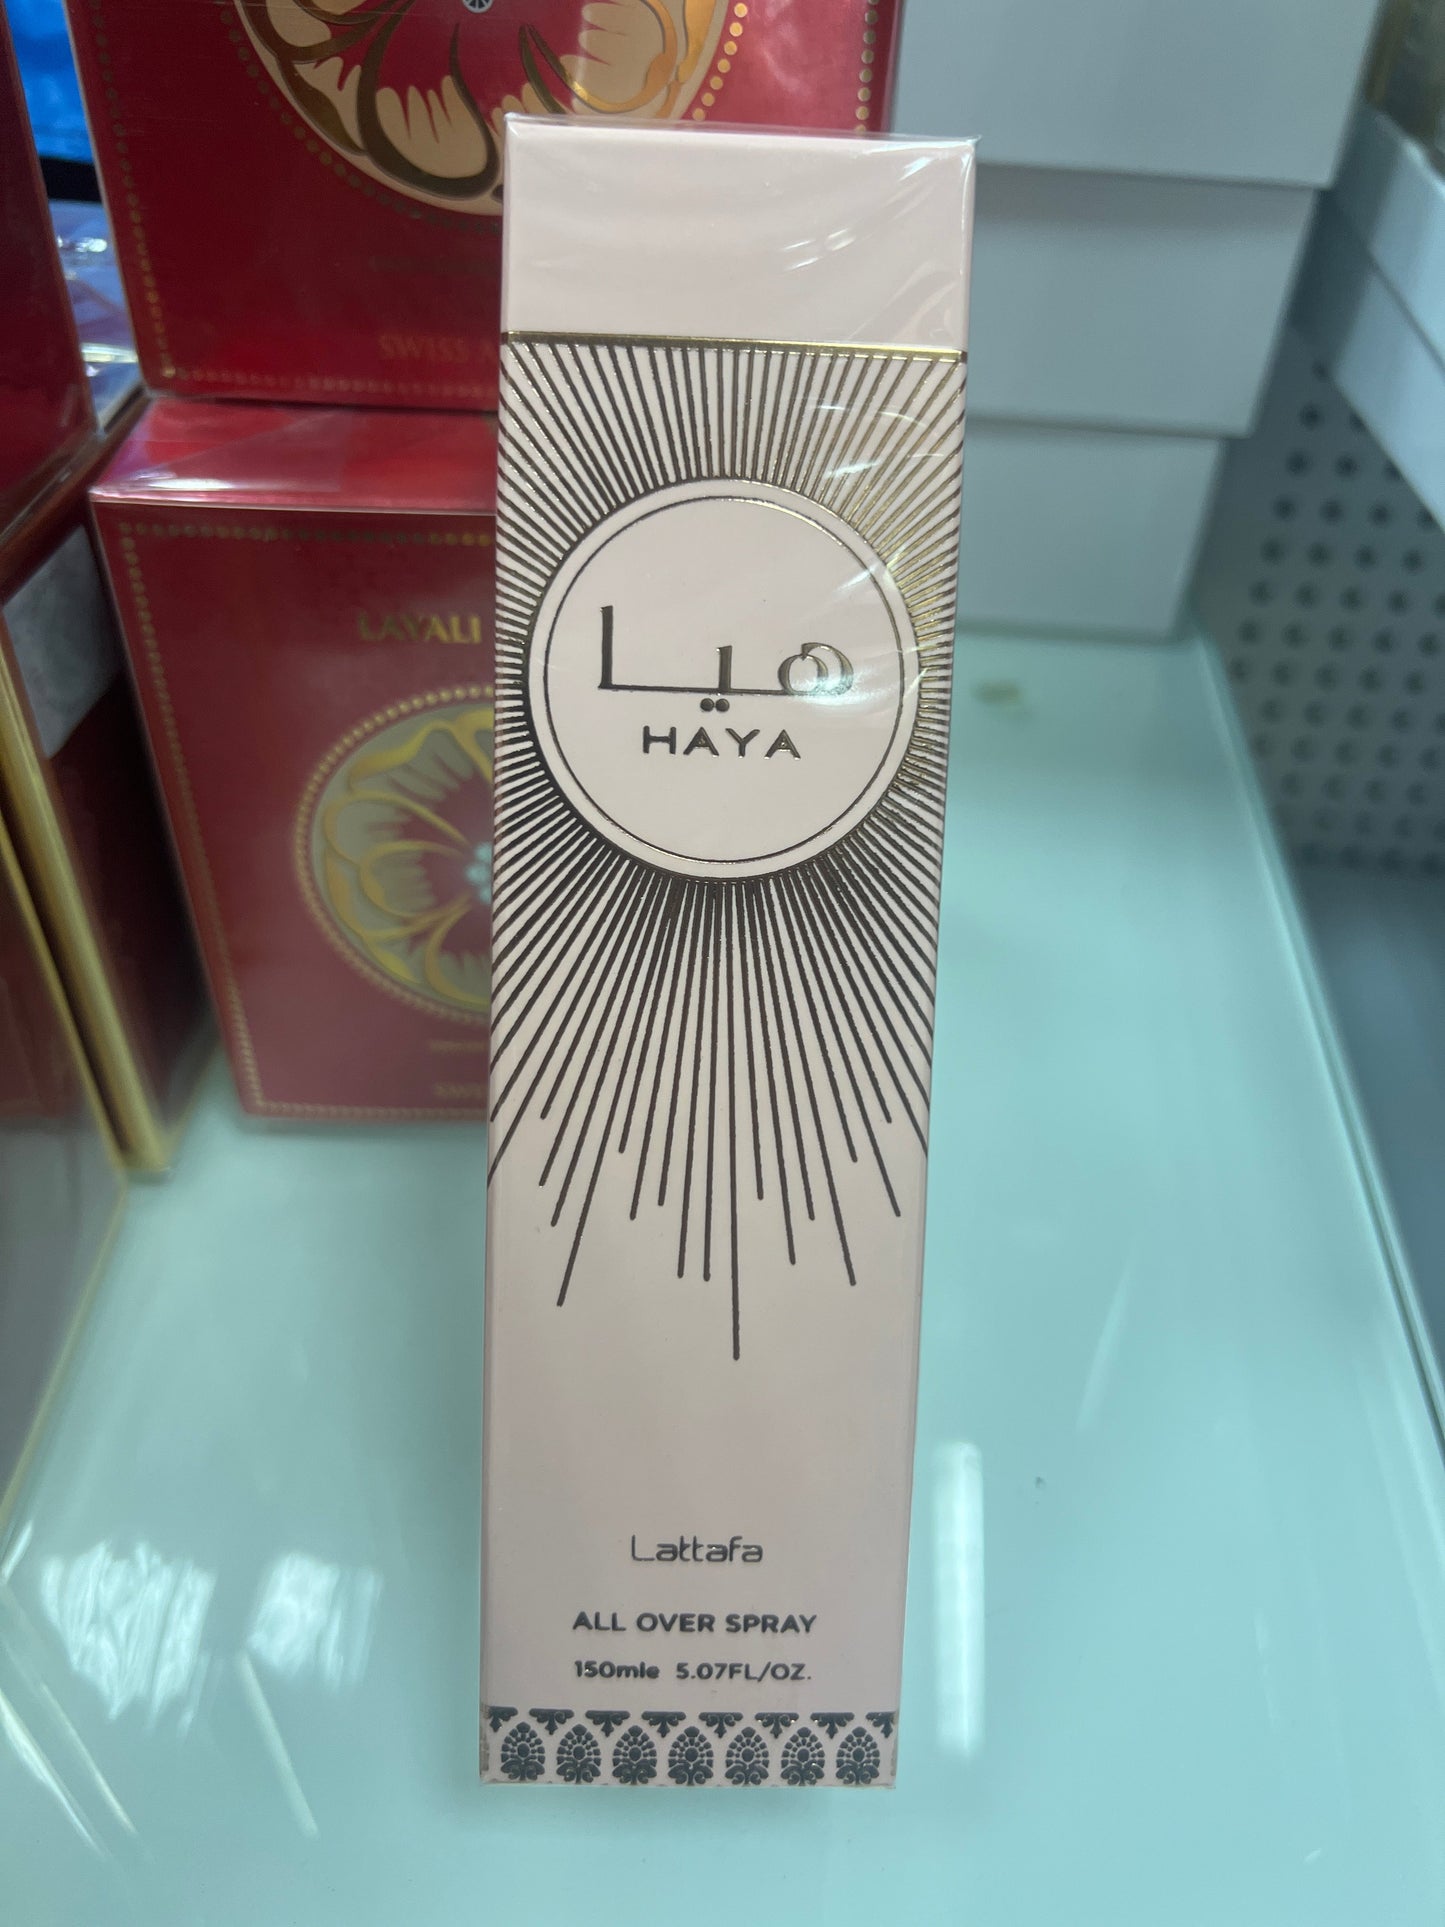 هيا
HAYA
Lattafa
ALL OVER SPRAY
150mle 5.07FL/OZ.
LAYALI
SWISS